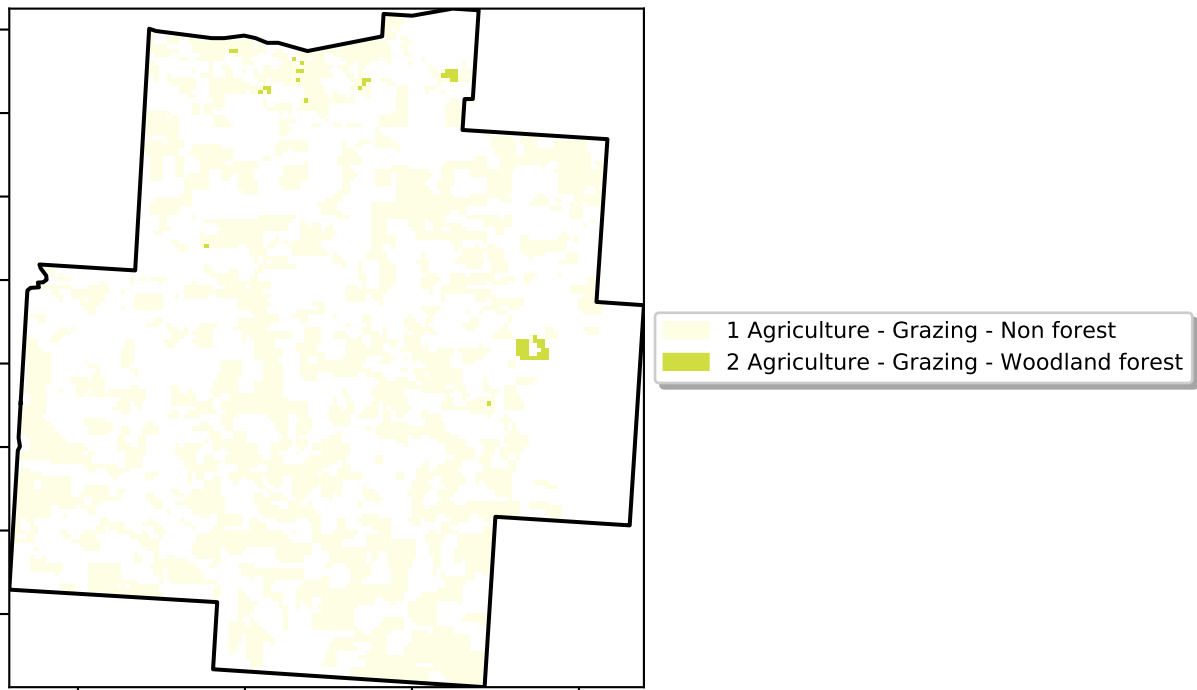 1 Agriculture - Grazing - Non forest
2 Agriculture - Grazing - Woodland forest